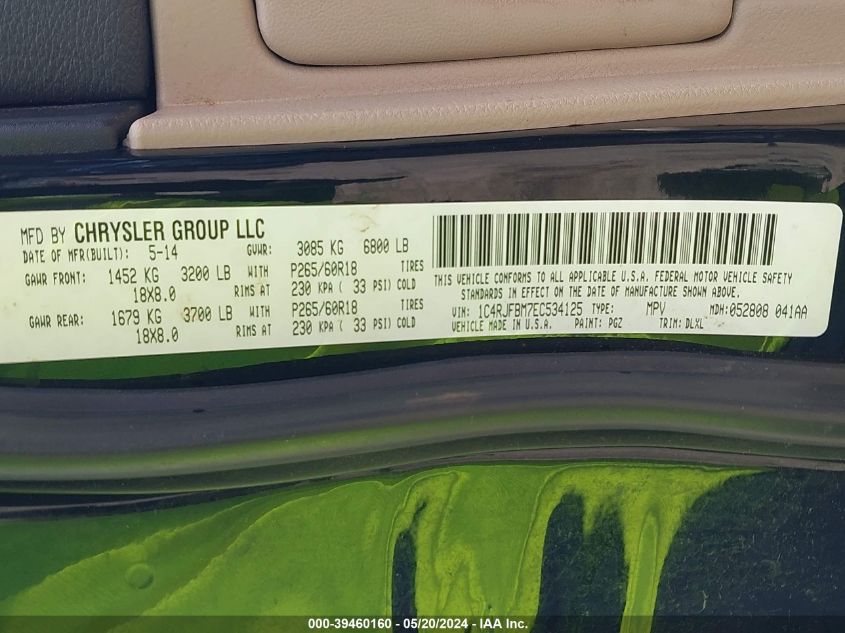 MFD BY CHRYSLER GROUP LLC
DATE OF MFR(BUILT): 5-14 GVWR: 3085 KG 6800 LB
GAWR FRONT: 1452 KG 3200 LB WITH P265/60R18 TIRES
18X8.0 RIMS AT 230 KPA ( 33 PSI) COLD
GAWR REAR: 1679 KG 3700 LB WITH P265/60R18 TIRES
18X8.0 RIMS AT 230 KPA ( 33 PSI) COLD
THIS VEHICLE CONFORMS TO ALL APPLICABLE U.S.A. FEDERAL MOTOR VEHICLE SAFETY
STANDARDS IN EFFECT ON THE DATE OF MANUFACTURE SHOWN ABOVE.
VIN: 1C4RJFBM7EC534125 TYPE: MPV MDH:052808 041AA
VEHICLE MADE IN U.S.A. PAINT: PGZ TRIM: DLXL
000-39460160 - 05/20/2024 - IAA Inc.